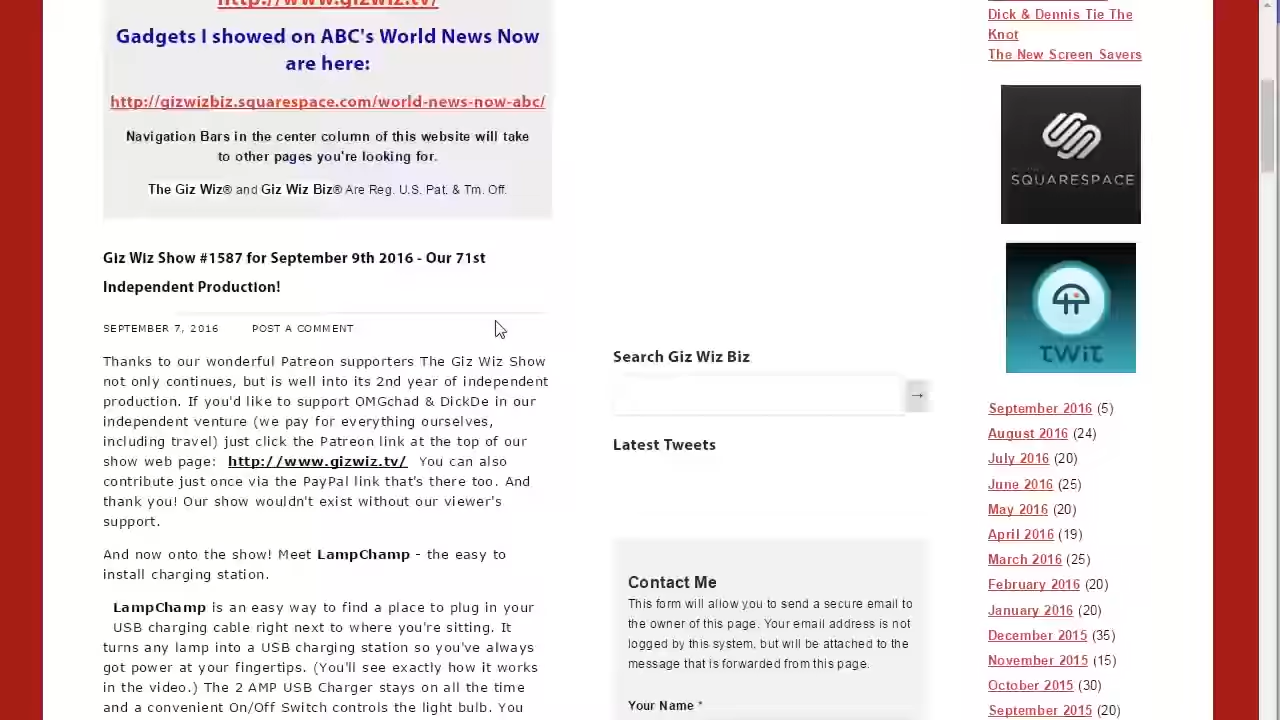 http://www.gizwiz.tv/
Gadgets I showed on ABC's World News Now
are here:
http://gizwizbiz.squarespace.com/world-news-now-abc/
Navigation Bars in the center column of this website will take
to other pages you're looking for.
The Giz Wiz® and Giz Wiz Biz® Are Reg. U.S. Pat. & Tm. Off.
Giz Wiz Show #1587 for September 9th 2016 - Our 71st
Independent Production!
SEPTEMBER 7, 2016 POST A COMMENT
Thanks to our wonderful Patreon supporters The Giz Wiz Show
not only continues, but is well into its 2nd year of independent
production. If you'd like to support OMGchad & DickDe in our
independent venture (we pay for everything ourselves,
including travel) just click the Patreon link at the top of our
show web page: http://www.gizwiz.tv/ You can also
contribute just once via the PayPal link that's there too. And
thank you! Our show wouldn't exist without our viewer's
support.
And now onto the show! Meet LampChamp - the easy to
install charging station.
LampChamp is an easy way to find a place to plug in your
USB charging cable right next to where you're sitting. It
turns any lamp into a USB charging station so you've always
got power at your fingertips. (You'll see exactly how it works
in the video.) The 2 AMP USB Charger stays on all the time
and a convenient On/Off Switch controls the light bulb. You
Search Giz Wiz Biz
→
Latest Tweets
Contact Me
This form will allow you to send a secure email to
the owner of this page. Your email address is not
logged by this system, but will be attached to the
message that is forwarded from this page.
Your Name *
Dick & Dennis Tie The
Knot
The New Screen Savers
SQUARESPACE
TWiT
September 2016 (5)
August 2016 (24)
July 2016 (20)
June 2016 (25)
May 2016 (20)
April 2016 (19)
March 2016 (25)
February 2016 (20)
January 2016 (20)
December 2015 (35)
November 2015 (15)
October 2015 (30)
September 2015 (20)